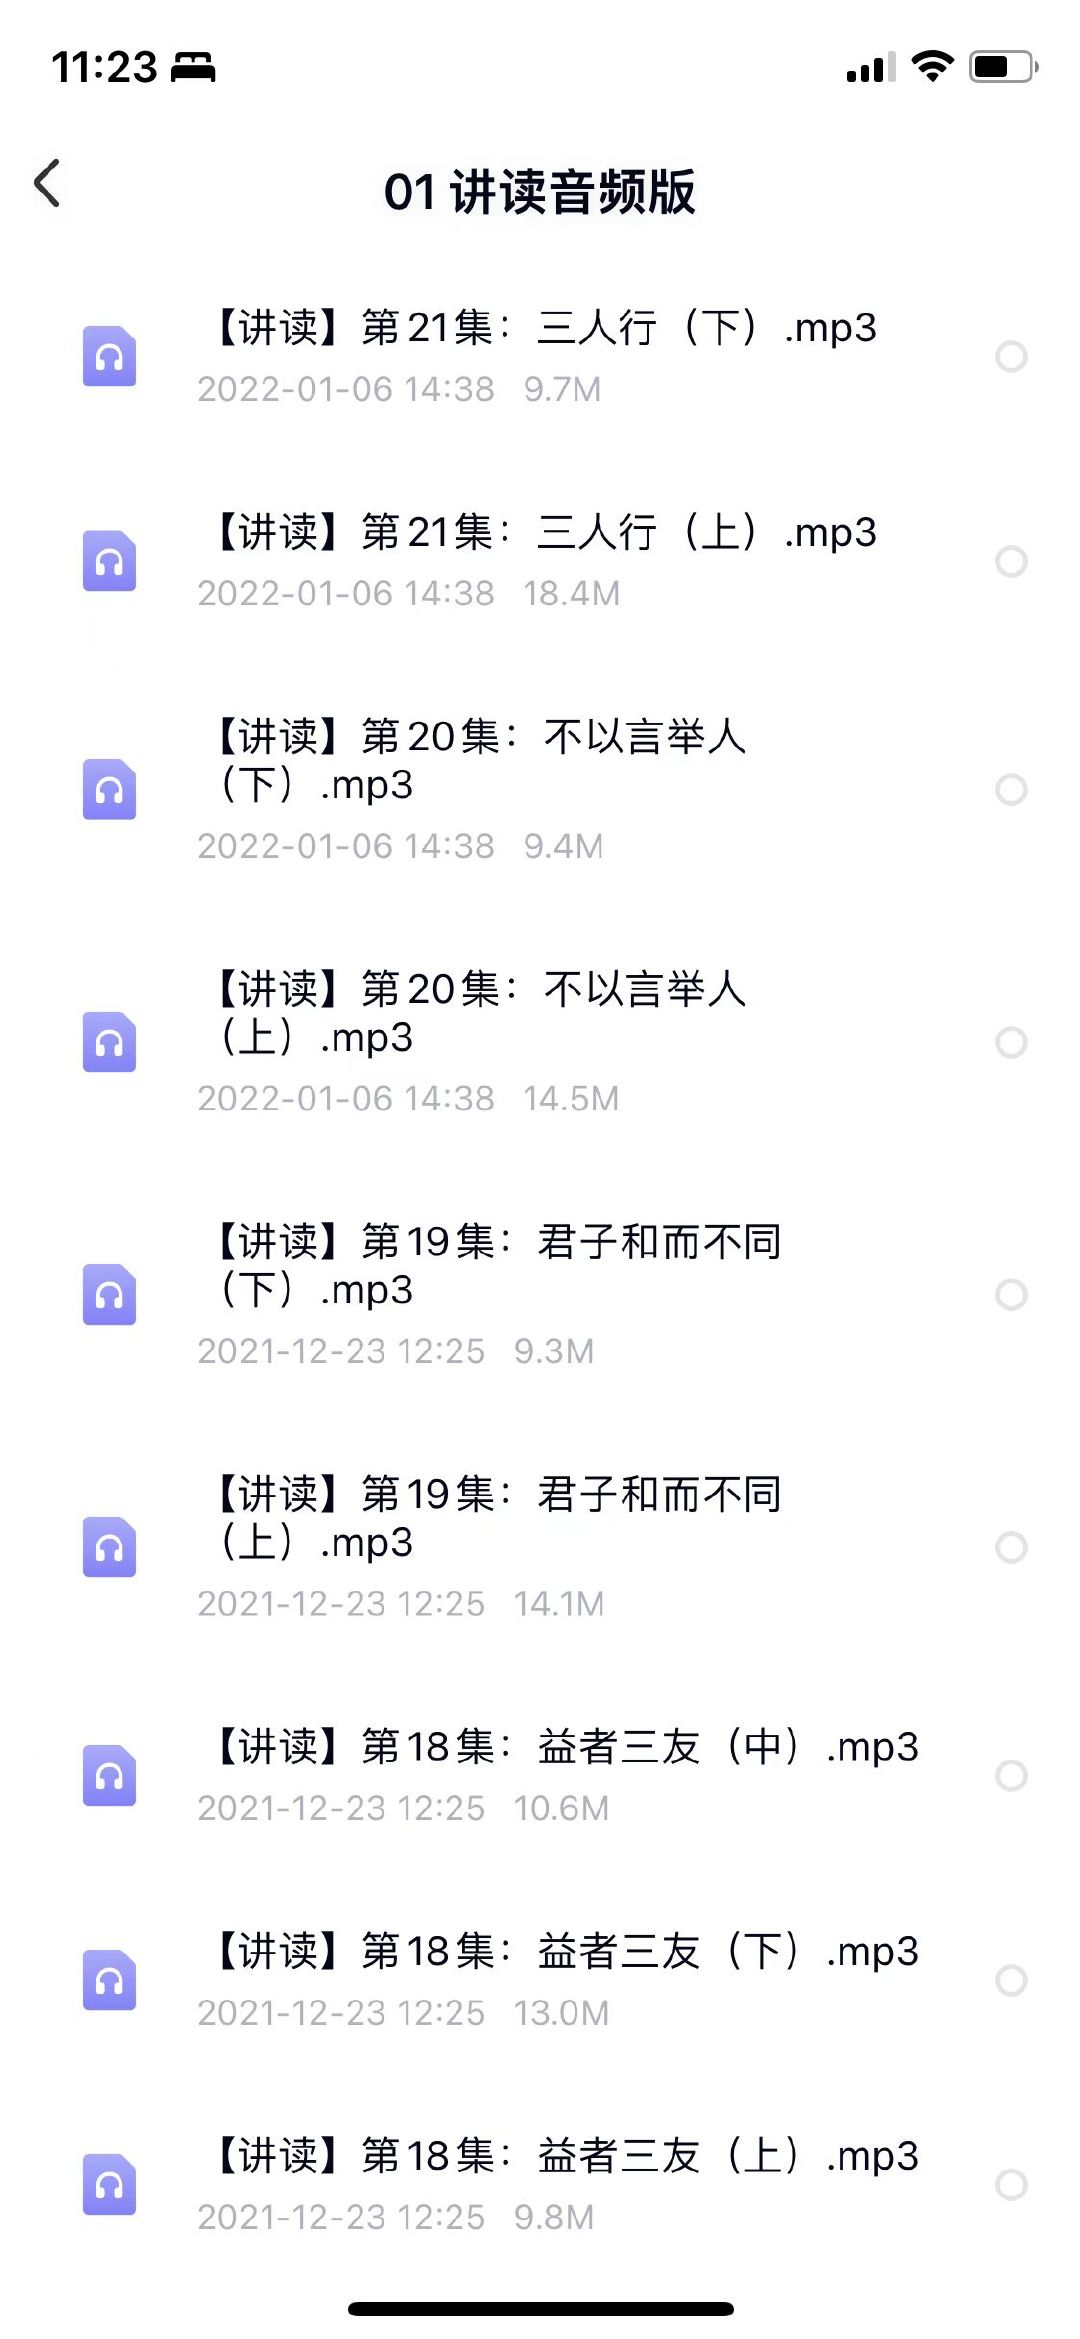 11:23
01 讲读音频版
【讲读】第21集：三人行（下）.mp3
2022-01-06 14:38 9.7M
【讲读】第21集：三人行（上）.mp3
2022-01-06 14:38 18.4M
【讲读】第20集：不以言举人
（下）.mp3
2022-01-06 14:38 9.4M
【讲读】第20集：不以言举人
（上）.mp3
2022-01-06 14:38 14.5M
【讲读】第19集：君子和而不同
（下）.mp3
2021-12-23 12:25 9.3M
【讲读】第19集：君子和而不同
（上）.mp3
2021-12-23 12:25 14.1M
【讲读】第18集：益者三友（中）.mp3
2021-12-23 12:25 10.6M
【讲读】第18集：益者三友（下）.mp3
2021-12-23 12:25 13.0M
【讲读】第18集：益者三友（上）.mp3
2021-12-23 12:25 9.8M